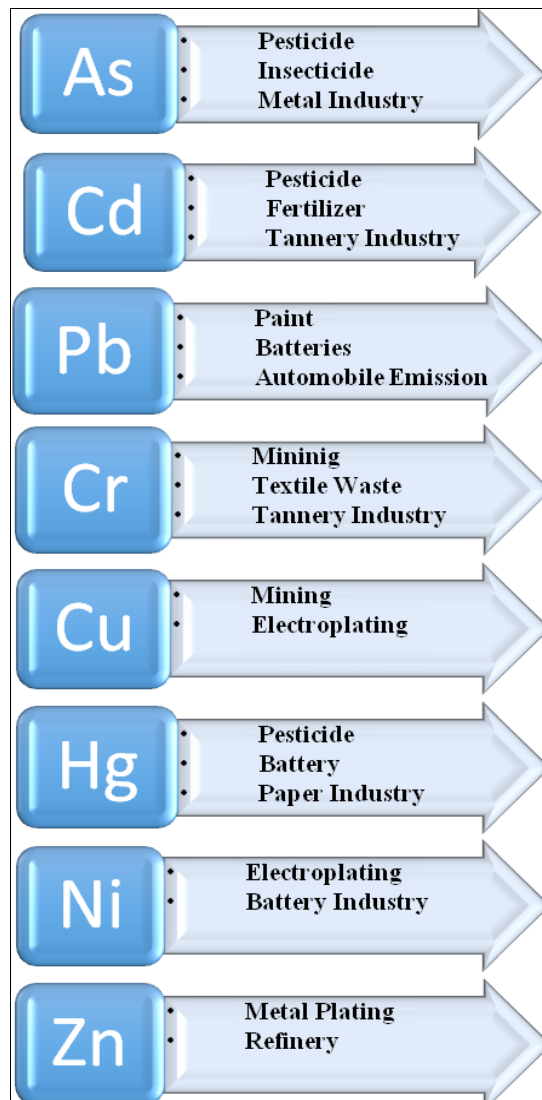 As
Pesticide
Insecticide
Metal Industry
Cd
Pesticide
Fertilizer
Tannery Industry
Pb
Paint
Batteries
Automobile Emission
Cr
Mininig
Textile Waste
Tannery Industry
Cu
Mining
Electroplating
Hg
Pesticide
Battery
Paper Industry
Ni
Electroplating
Battery Industry
Zn
Metal Plating
Refinery